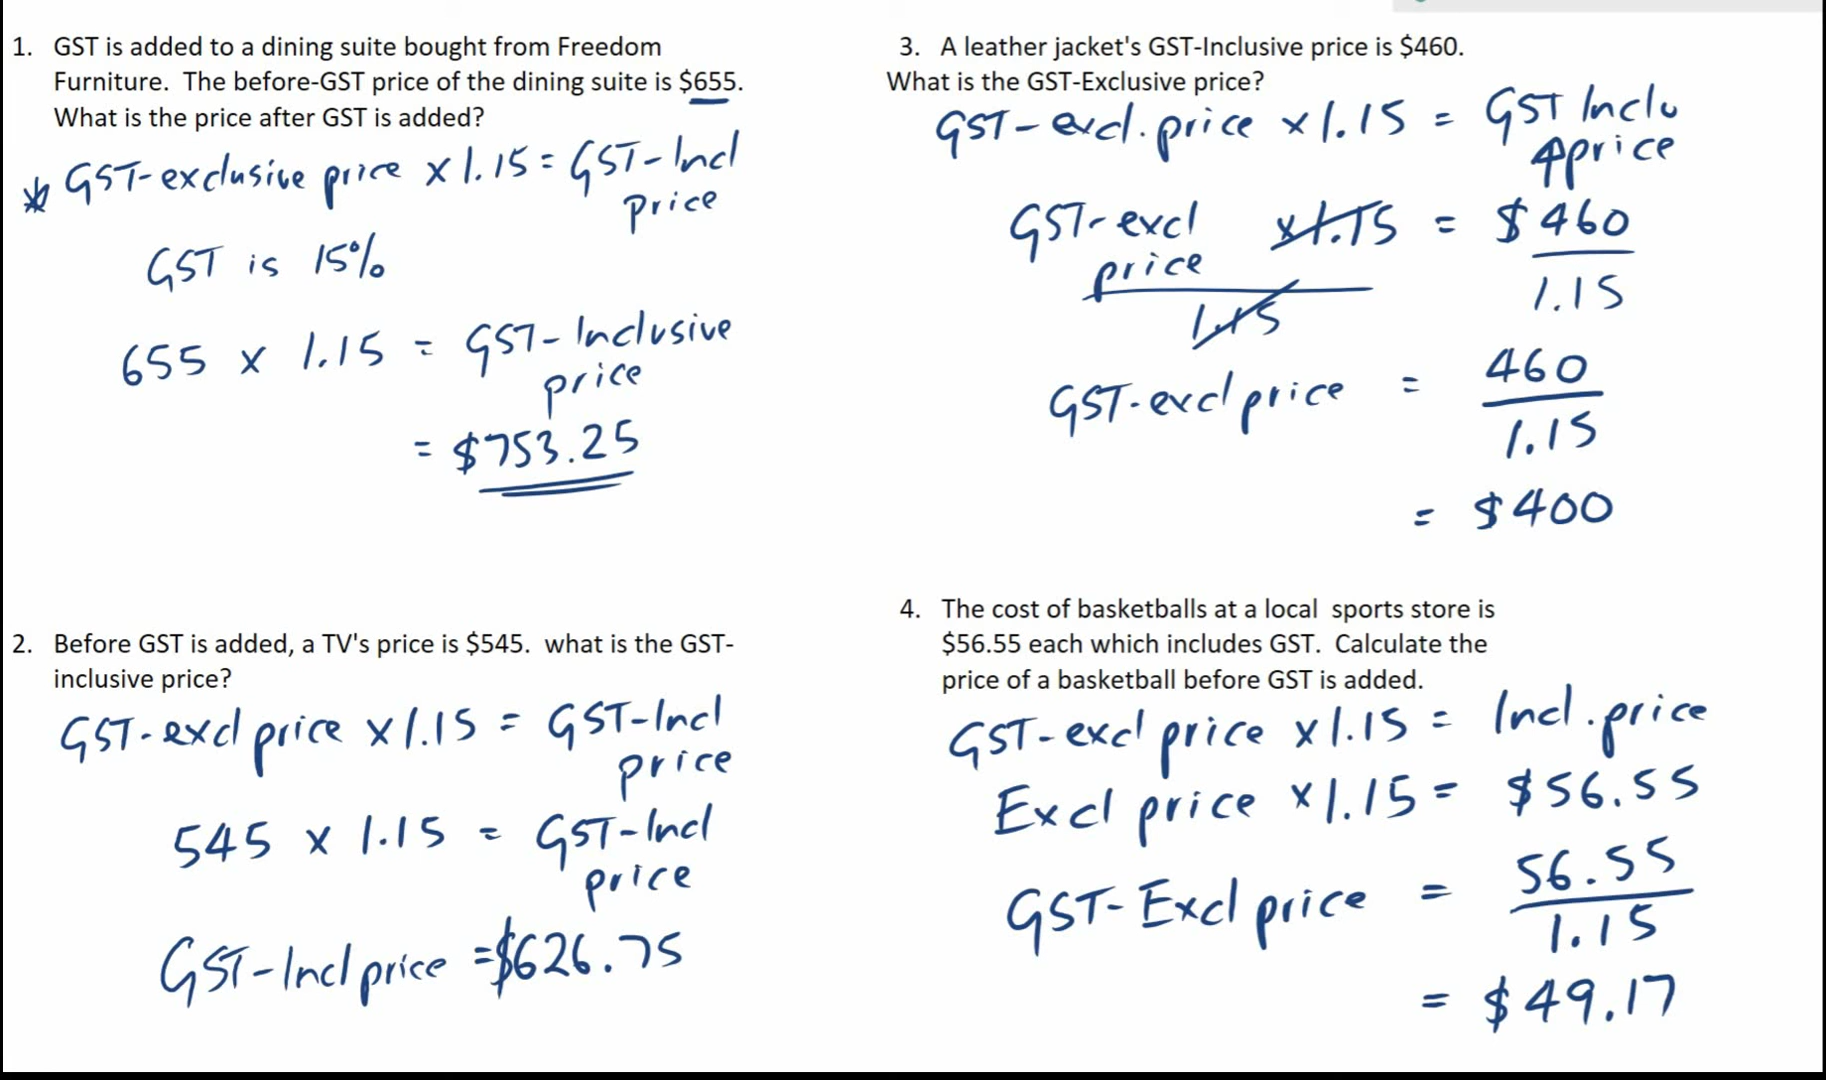 1. GST is added to a dining suite bought from Freedom
Furniture. The before-GST price of the dining suite is $655.
What is the price after GST is added?
* GST-exclusive price x 1.15 = GST-Incl
price
GST is 15%
655 x 1.15 = GST-Inclusive
price
= $753.25
2. Before GST is added, a TV's price is $545. what is the GST-
inclusive price?
GST-excl price x 1.15 = GST-Incl
price
545 x 1.15 = GST-Incl
price
GST-Incl price =$626.75
3. A leather jacket's GST-Inclusive price is $460.
What is the GST-Exclusive price?
GST-excl. price x 1.15 = GST Inclu
price
GST-excl x1.15 = $460
price
1.15 1.15
GST-excl price = 460
1.15
= $400
4. The cost of basketballs at a local sports store is
$56.55 each which includes GST. Calculate the
price of a basketball before GST is added.
GST-excl price x 1.15 = Incl. price
Excl price x 1.15 = $56.55
GST-Excl price = 56.55
1.15
= $49.17